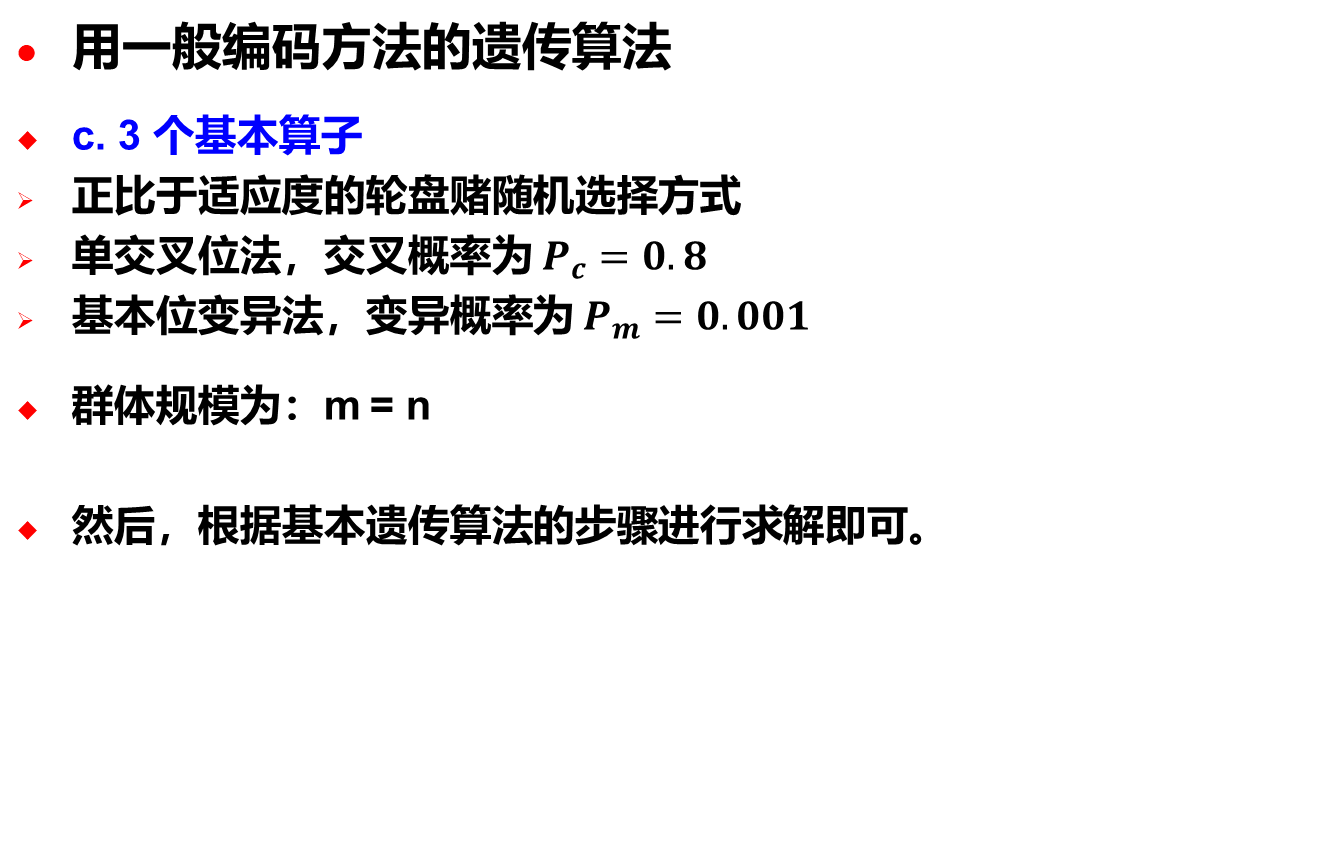 用一般编码方法的遗传算法
c. 3 个基本算子
正比于适应度的轮盘赌随机选择方式
单交叉位法，交叉概率为 P_c = 0.8
基本位变异法，变异概率为 P_m = 0.001
群体规模为：m = n
然后，根据基本遗传算法的步骤进行求解即可。